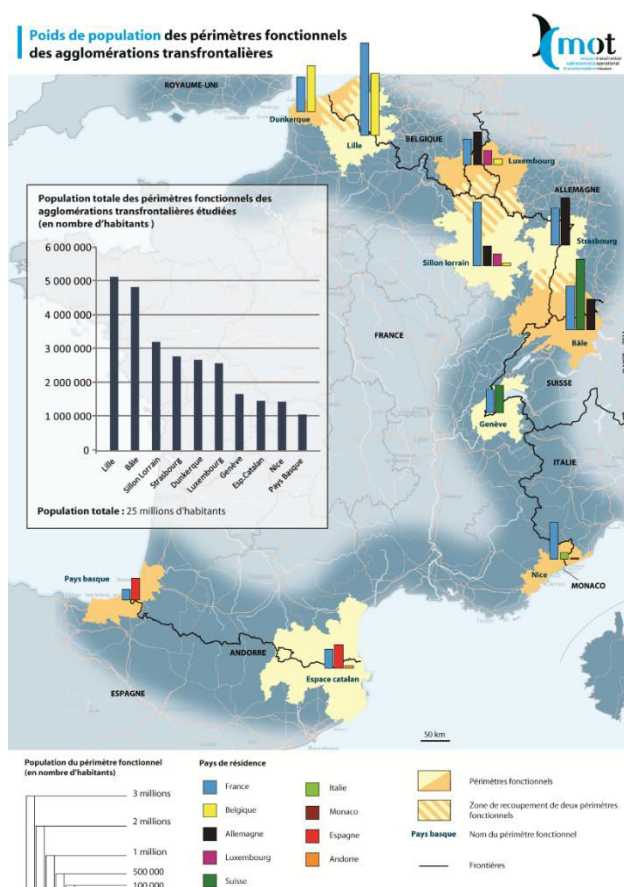 Poids de population des périmètres fonctionnels
des agglomérations transfrontalières
mot
ROYAUME-UNI
Dunkerque
Lille
BELGIQUE
Luxembourg
ALLEMAGNE
Strasbourg
Sillon lorrain
Bâle
FRANCE
SUISSE
Genève
ITALIE
Nice
MONACO
Pays basque
ANDORRE
Espace catalan
ESPAGNE
50 km
Population totale des périmètres fonctionnels des
agglomérations transfrontalières étudiées
(en nombre d'habitants )
6 000 000
5 000 000
4 000 000
3 000 000
2 000 000
1 000 000
0
Lille
Bâle
Sillon Lorrain
Strasbourg
Dunkerque
Luxembourg
Genève
Esp.Catalan
Nice
Pays Basque
Population totale : 25 millions d'habitants
Population du périmètre fonctionnel
(en nombre d'habitants)
3 millions
2 millions
1 million
500 000
100 000
Pays de résidence
France
Belgique
Allemagne
Luxembourg
Suisse
Italie
Monaco
Espagne
Andorre
Périmètres fonctionnels
Zone de recoupement de deux périmètres
fonctionnels
Pays basque Nom du périmètre fonctionnel
Frontières